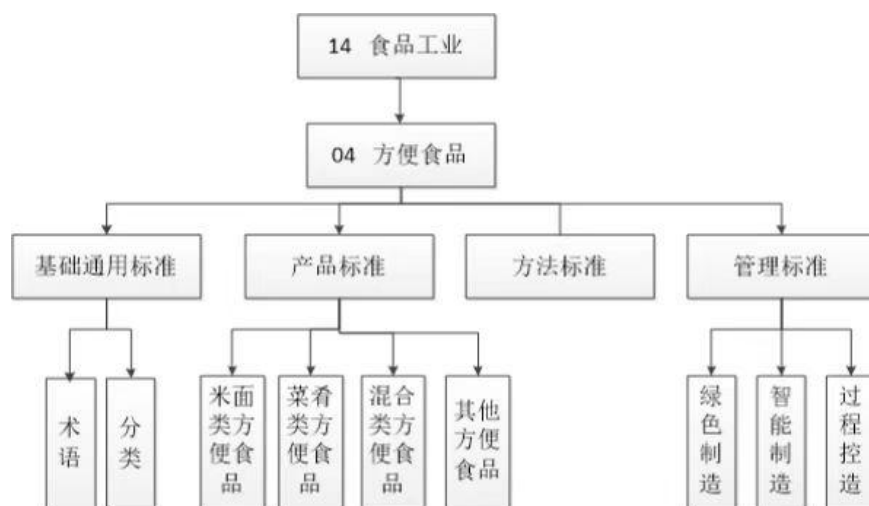 14 食品工业
04 方便食品
基础通用标准
产品标准
方法标准
管理标准
术语
分类
米面类方便食品
菜肴类方便食品
混合类方便食品
其他方便食品
绿色制造
智能制造
过程控造